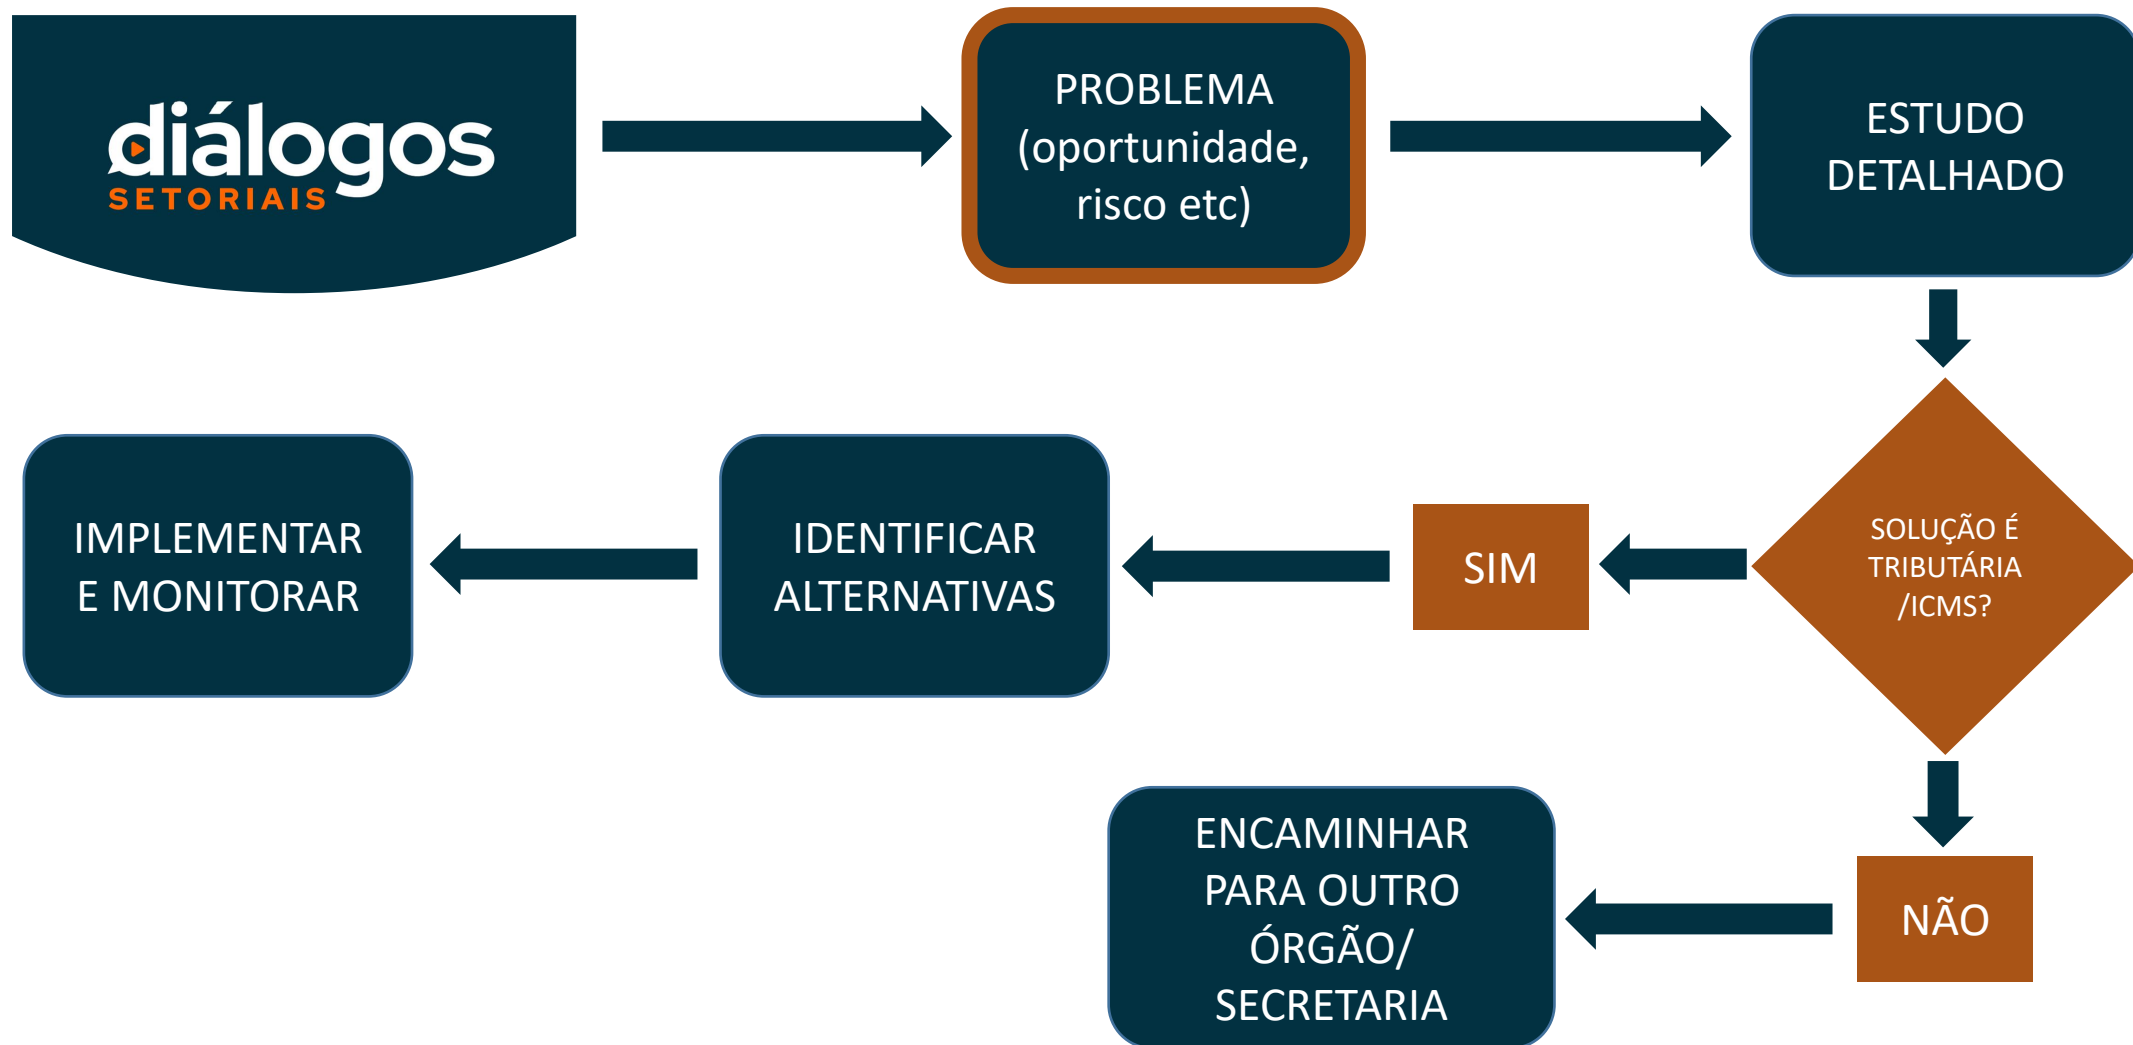 diálogos
SETORIAIS
PROBLEMA
(oportunidade,
risco etc)
ESTUDO
DETALHADO
SOLUÇÃO É
TRIBUTÁRIA
/ICMS?
SIM
IDENTIFICAR
ALTERNATIVAS
IMPLEMENTAR
E MONITORAR
NÃO
ENCAMINHAR
PARA OUTRO
ÓRGÃO/
SECRETARIA